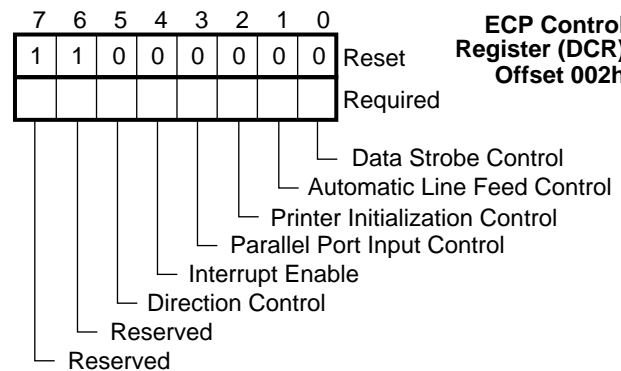 7 6 5 4 3 2 1 0
ECP Control
Register (DCR)
Offset 002h
1 1 0 0 0 0 0 0 Reset
Required
Data Strobe Control
Automatic Line Feed Control
Printer Initialization Control
Parallel Port Input Control
Interrupt Enable
Direction Control
Reserved
Reserved